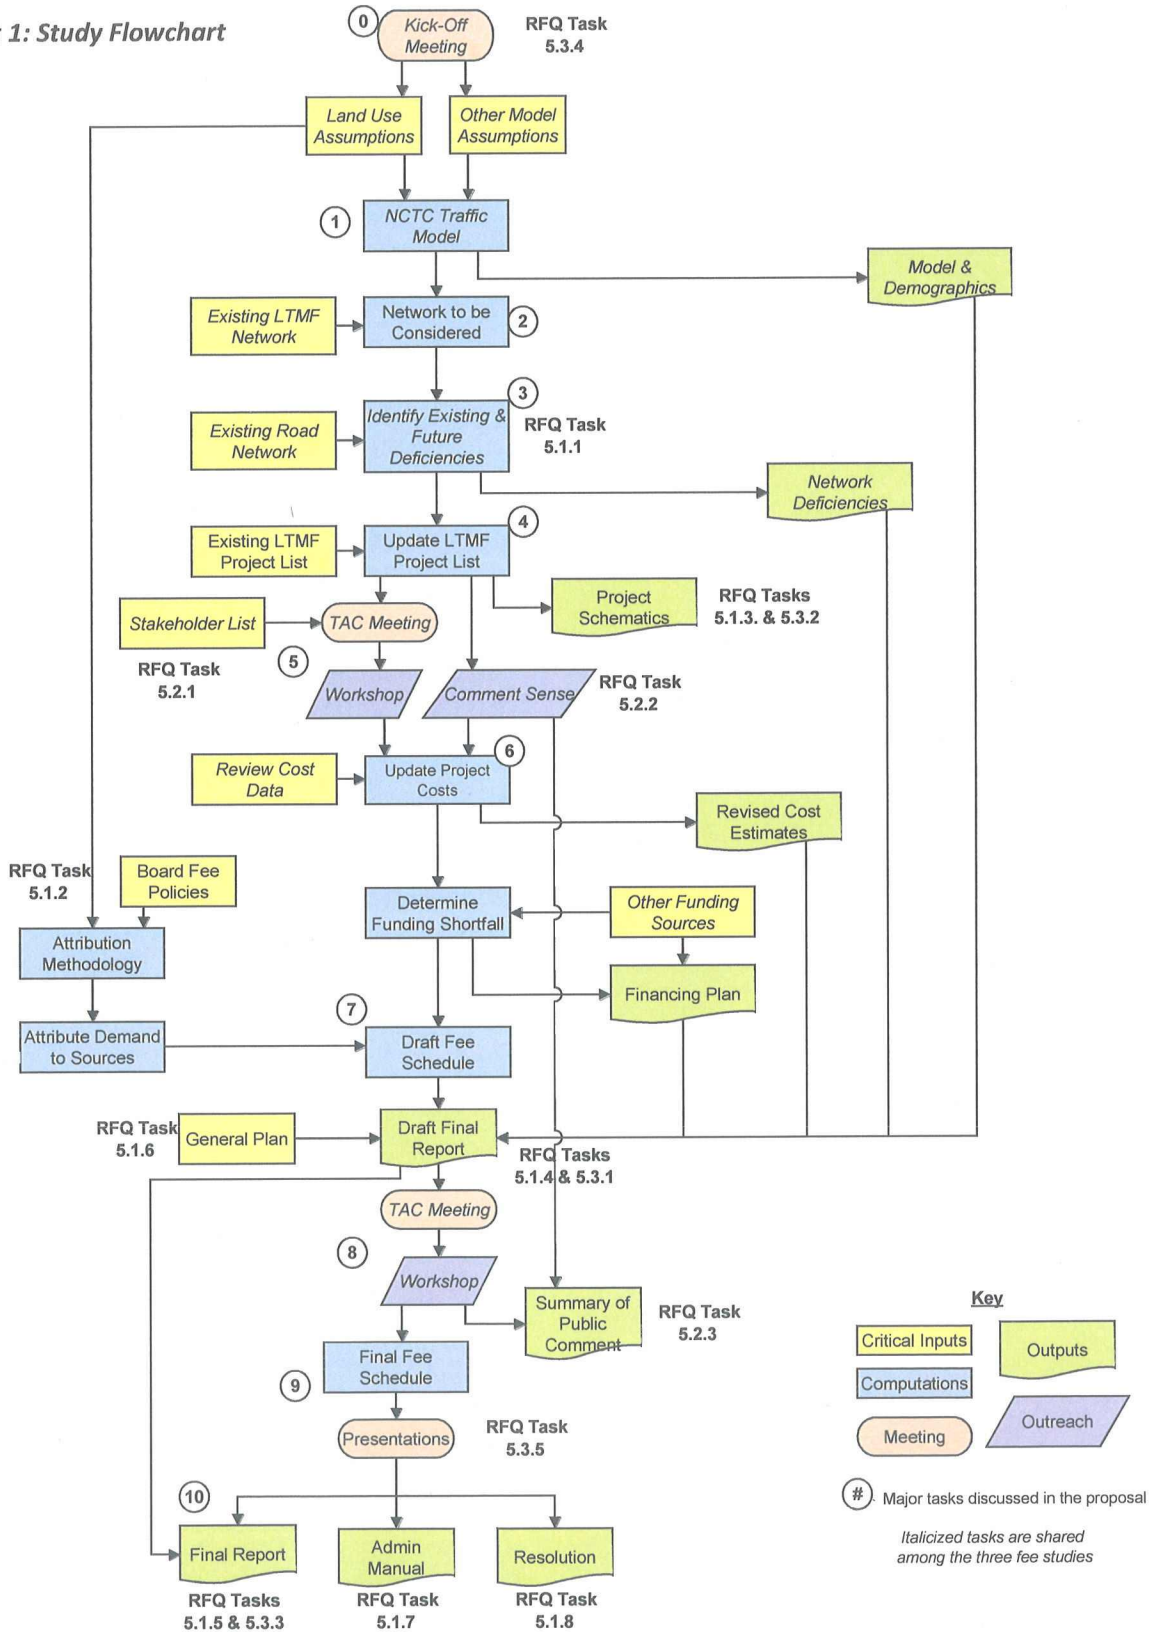 1: Study Flowchart
0
Kick-Off
Meeting
RFQ Task
5.3.4
Land Use
Assumptions
Other Model
Assumptions
1
NCTC Traffic
Model
Model &
Demographics
Existing LTMF
Network
Network to be
Considered
2
3
Existing Road
Network
Identify Existing &
Future
Deficiencies
RFQ Task
5.1.1
Network
Deficiencies
4
Existing LTMF
Project List
Update LTMF
Project List
Project
Schematics
RFQ Tasks
5.1.3. & 5.3.2
Stakeholder List
TAC Meeting
RFQ Task
5.2.1
5
Workshop
Comment Sense
RFQ Task
5.2.2
6
Review Cost
Data
Update Project
Costs
Revised Cost
Estimates
RFQ Task
5.1.2
Board Fee
Policies
Determine
Funding Shortfall
Other Funding
Sources
Attribution
Methodology
Financing Plan
7
Attribute Demand
to Sources
Draft Fee
Schedule
RFQ Task
5.1.6
General Plan
Draft Final
Report
RFQ Tasks
5.1.4 & 5.3.1
TAC Meeting
8
Workshop
Summary of
Public
Comment
RFQ Task
5.2.3
Final Fee
Schedule
9
Presentations
RFQ Task
5.3.5
10
Final Report
Admin
Manual
Resolution
RFQ Tasks
5.1.5 & 5.3.3
RFQ Task
5.1.7
RFQ Task
5.1.8
Key
Critical Inputs
Outputs
Computations
Meeting
Outreach
# Major tasks discussed in the proposal
Italicized tasks are shared
among the three fee studies